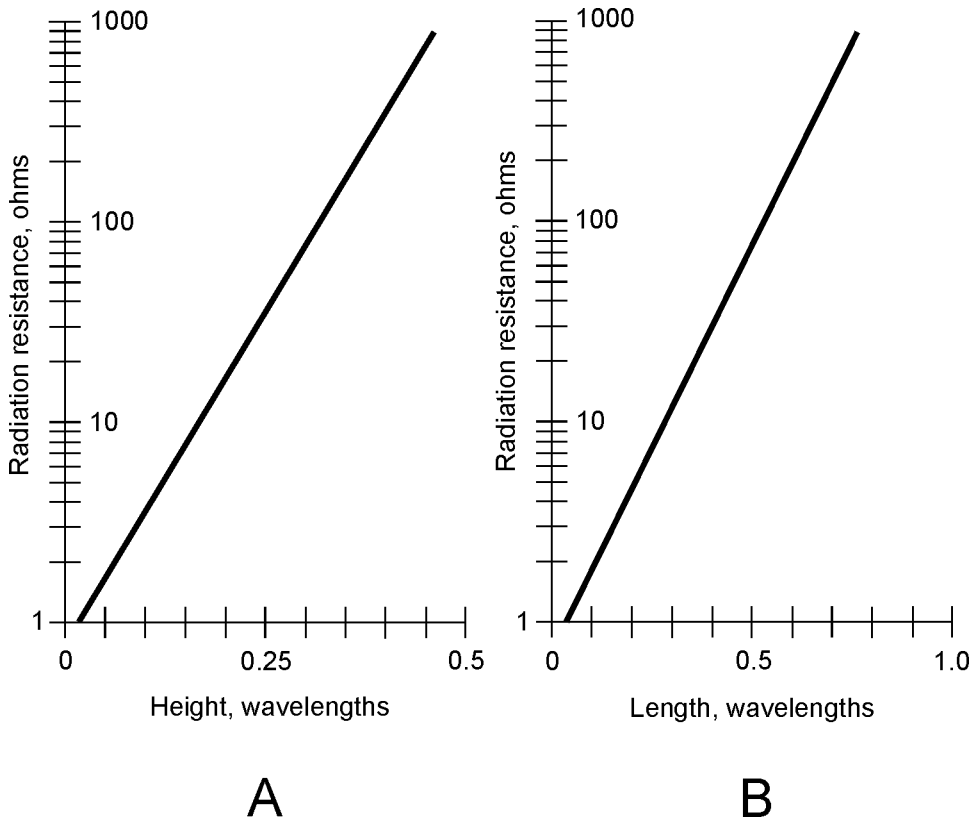 1000
100
10
1
0
0.25
0.5
Radiation resistance, ohms
Height, wavelengths
A
1000
100
10
1
0
0.5
1.0
Radiation resistance, ohms
Length, wavelengths
B